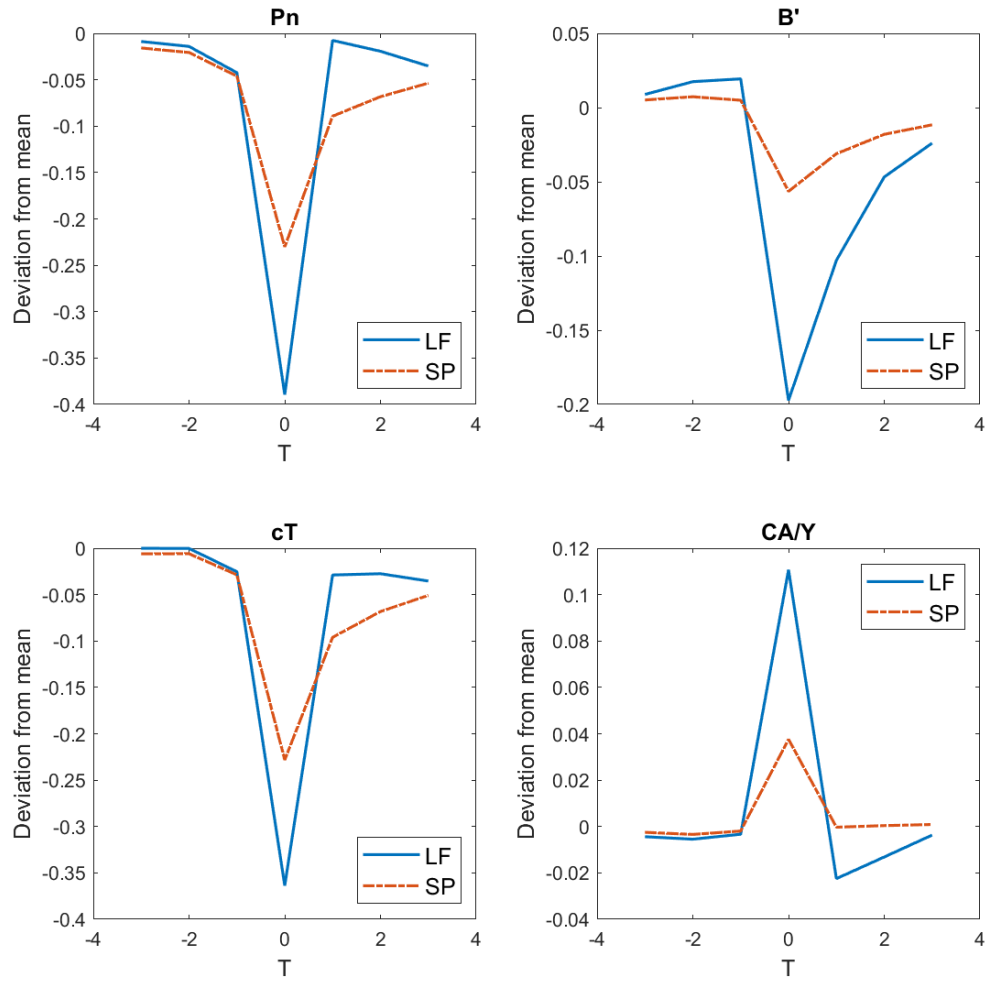 Pn
Deviation from mean
0
-0.05
-0.1
-0.15
-0.2
-0.25
-0.3
-0.35
-0.4
-4
-2
0
2
4
T
LF
SP
B'
Deviation from mean
0.05
0
-0.05
-0.1
-0.15
-0.2
-4
-2
0
2
4
T
LF
SP
cT
Deviation from mean
0
-0.05
-0.1
-0.15
-0.2
-0.25
-0.3
-0.35
-0.4
-4
-2
0
2
4
T
LF
SP
CA/Y
Deviation from mean
0.12
0.1
0.08
0.06
0.04
0.02
0
-0.02
-0.04
-4
-2
0
2
4
T
LF
SP